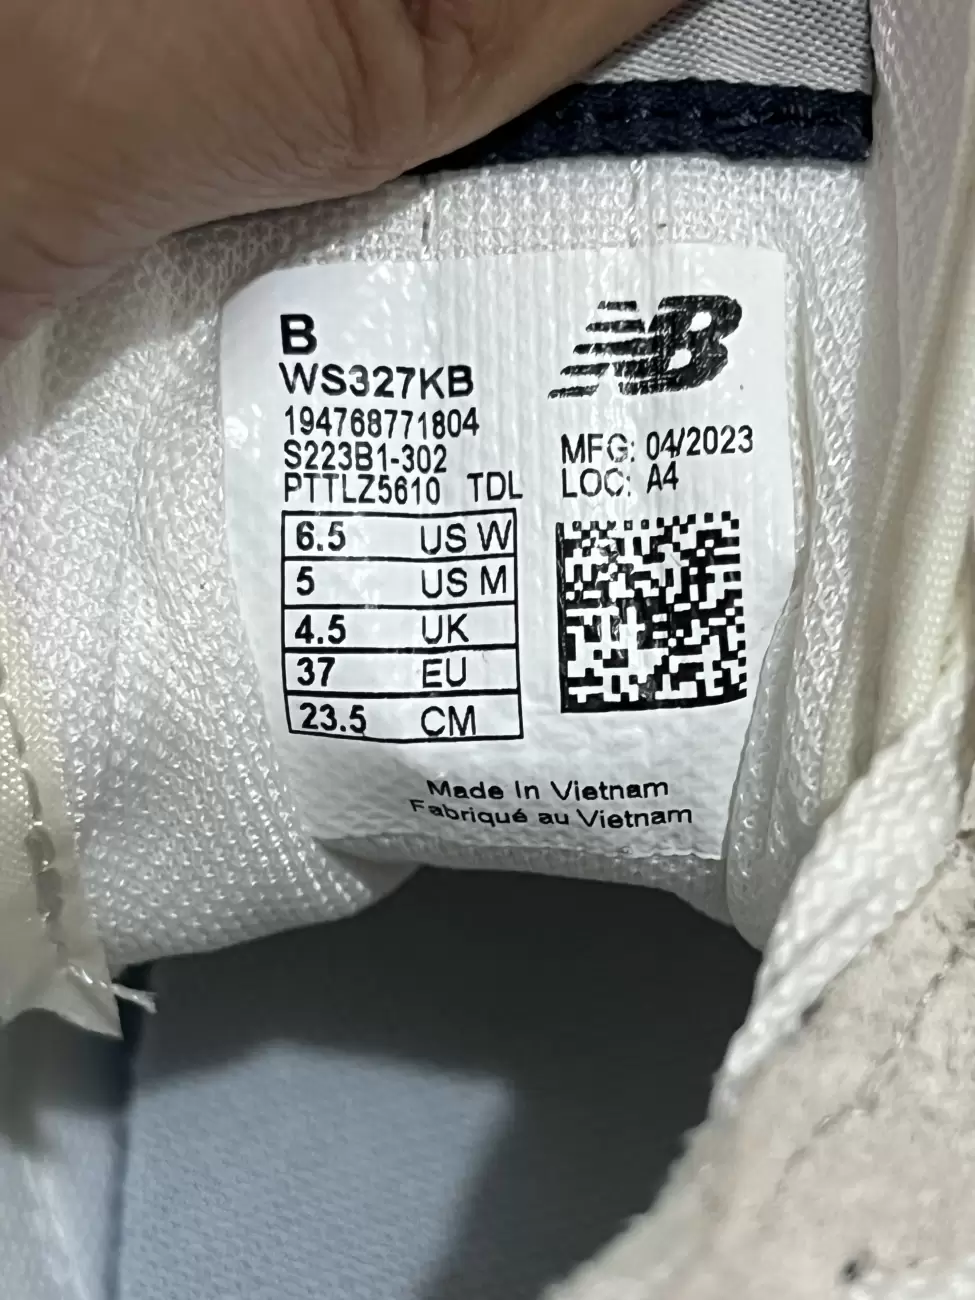 B
NB
WS327KB
194768771804
S223B1-302
PTTLZ5610 TDL
MFG: 04/2023
LOC: A4
6.5 US W
5 US M
4.5 UK
37 EU
23.5 CM
Made In Vietnam
Fabriqué au Vietnam